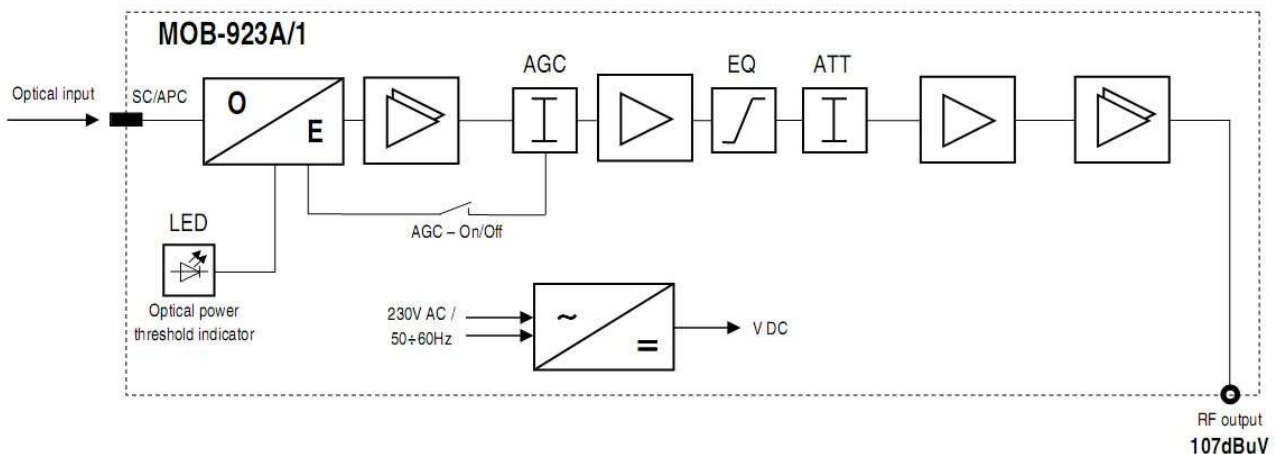 MOB-923A/1
AGC
EQ
ATT
Optical input
SC/APC
O
E
AGC – On/Off
LED
Optical power
threshold indicator
230V AC /
50÷60Hz
~
=
V DC
RF output
107dBuV